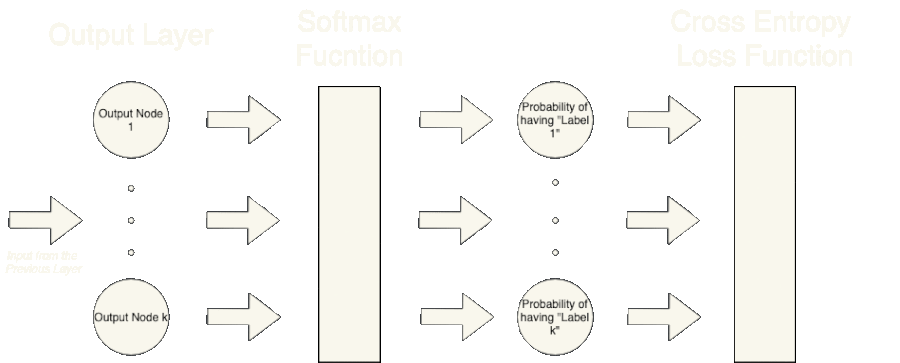 Output Layer
Softmax
Fucntion
Cross Entropy
Loss Function
Output Node
1
Probability of
having "Label
1"
Input from the
Previous Layer
Output Node k
Probability of
having "Label
k"